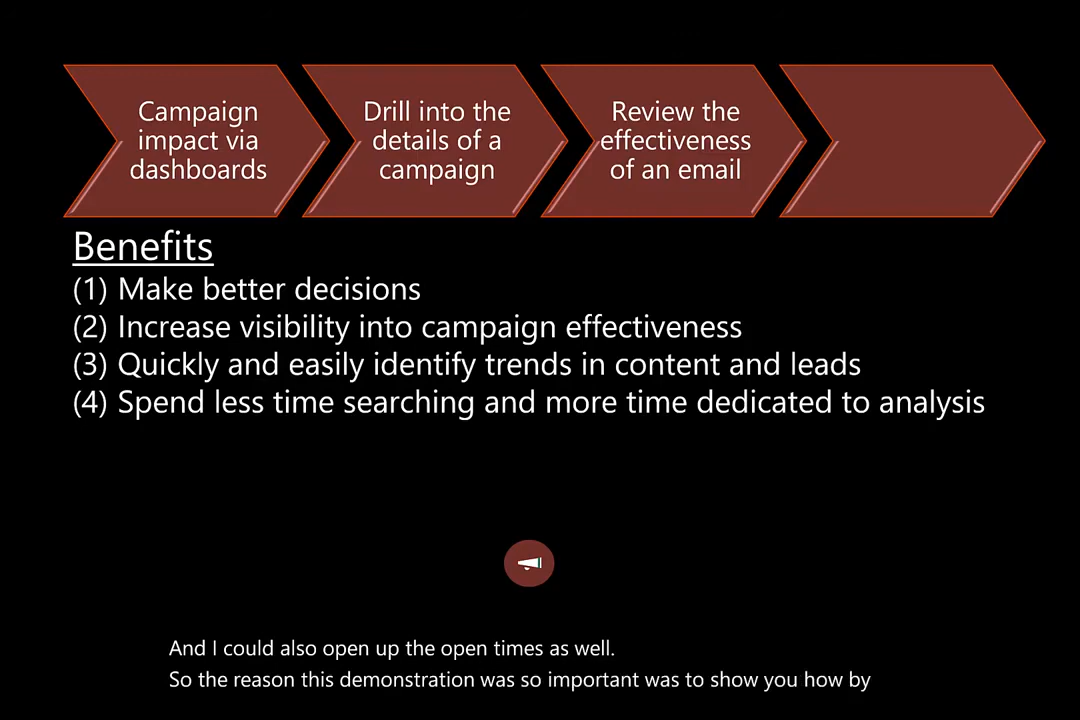 Campaign
impact via
dashboards
Drill into the
details of a
campaign
Review the
effectiveness
of an email
Benefits
(1) Make better decisions
(2) Increase visibility into campaign effectiveness
(3) Quickly and easily identify trends in content and leads
(4) Spend less time searching and more time dedicated to analysis
And I could also open up the open times as well.
So the reason this demonstration was so important was to show you how by